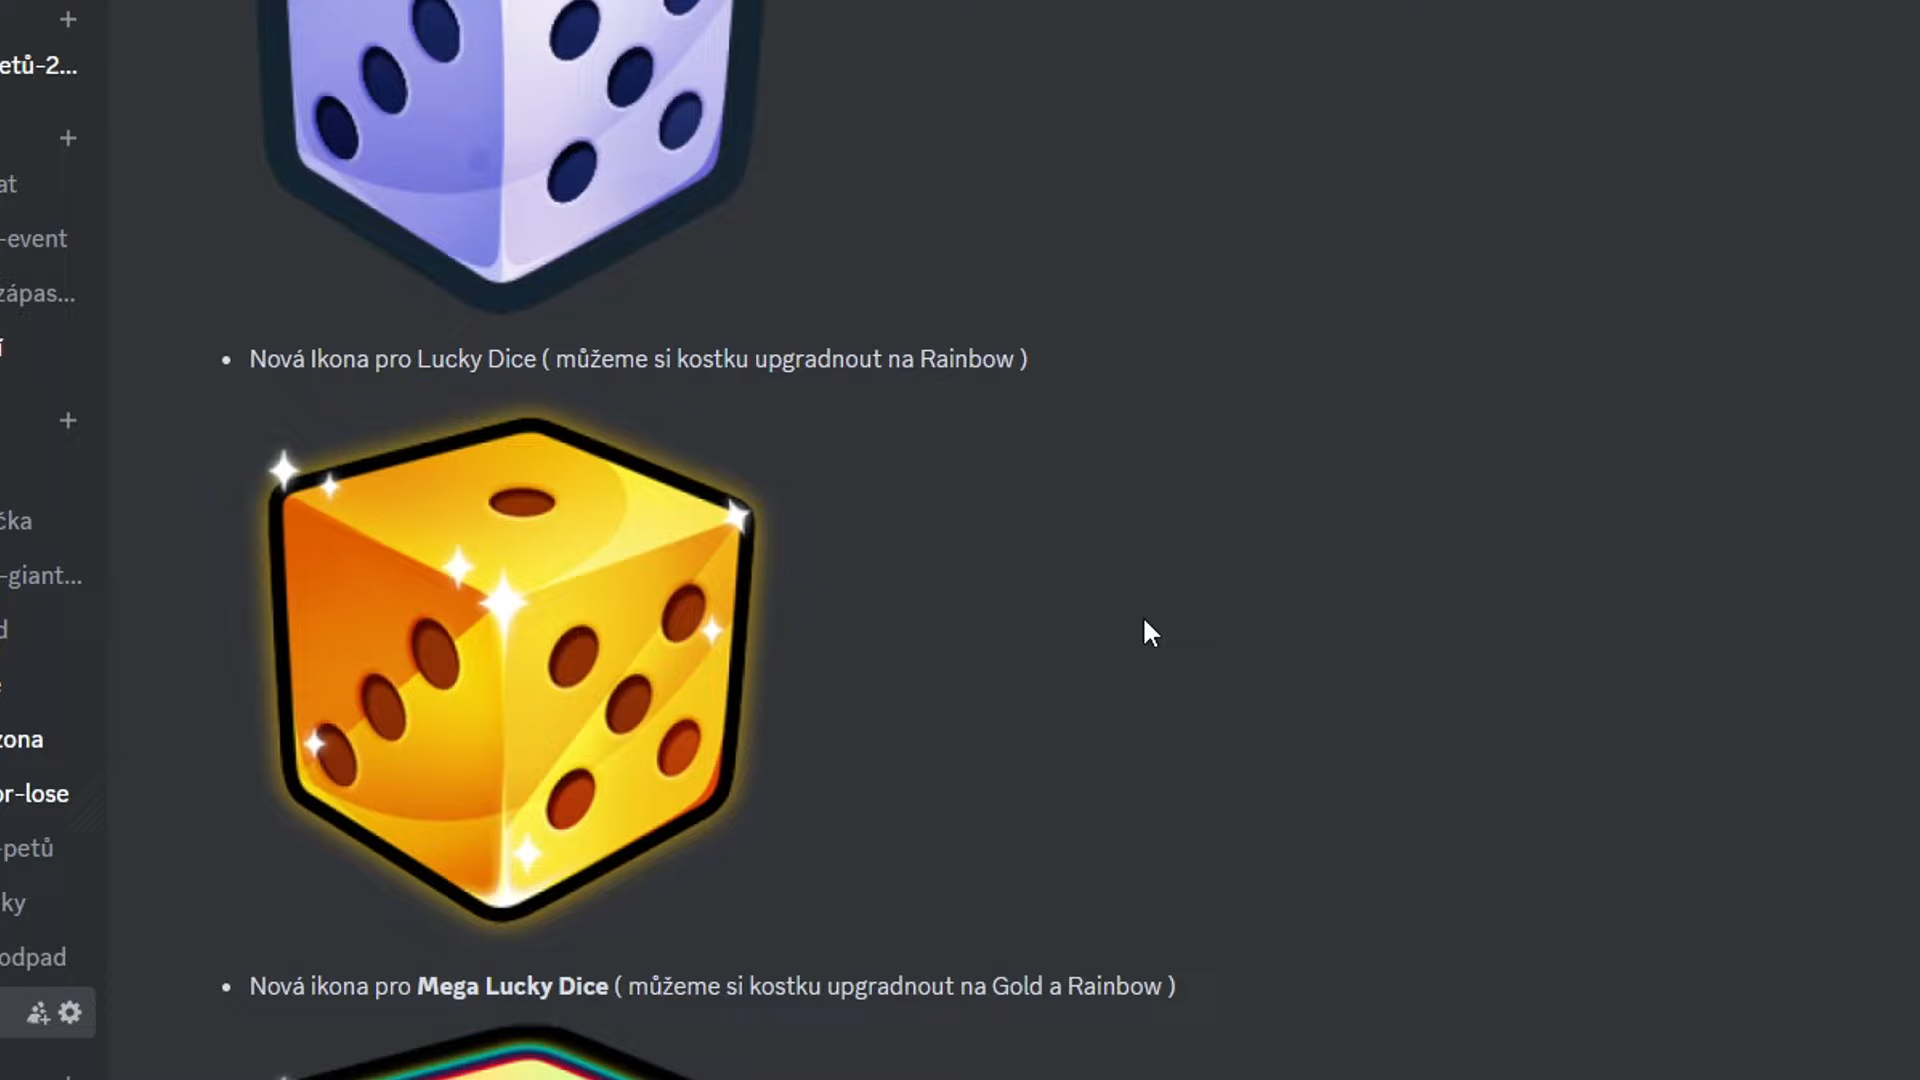 etů-2...
at
-event
zápas...
í
• Nová Ikona pro Lucky Dice ( můžeme si kostku upgradnout na Rainbow )
čka
-giant...
d
e
zona
or-lose
-petů
ky
odpad
• Nová ikona pro Mega Lucky Dice ( můžeme si kostku upgradnout na Gold a Rainbow )